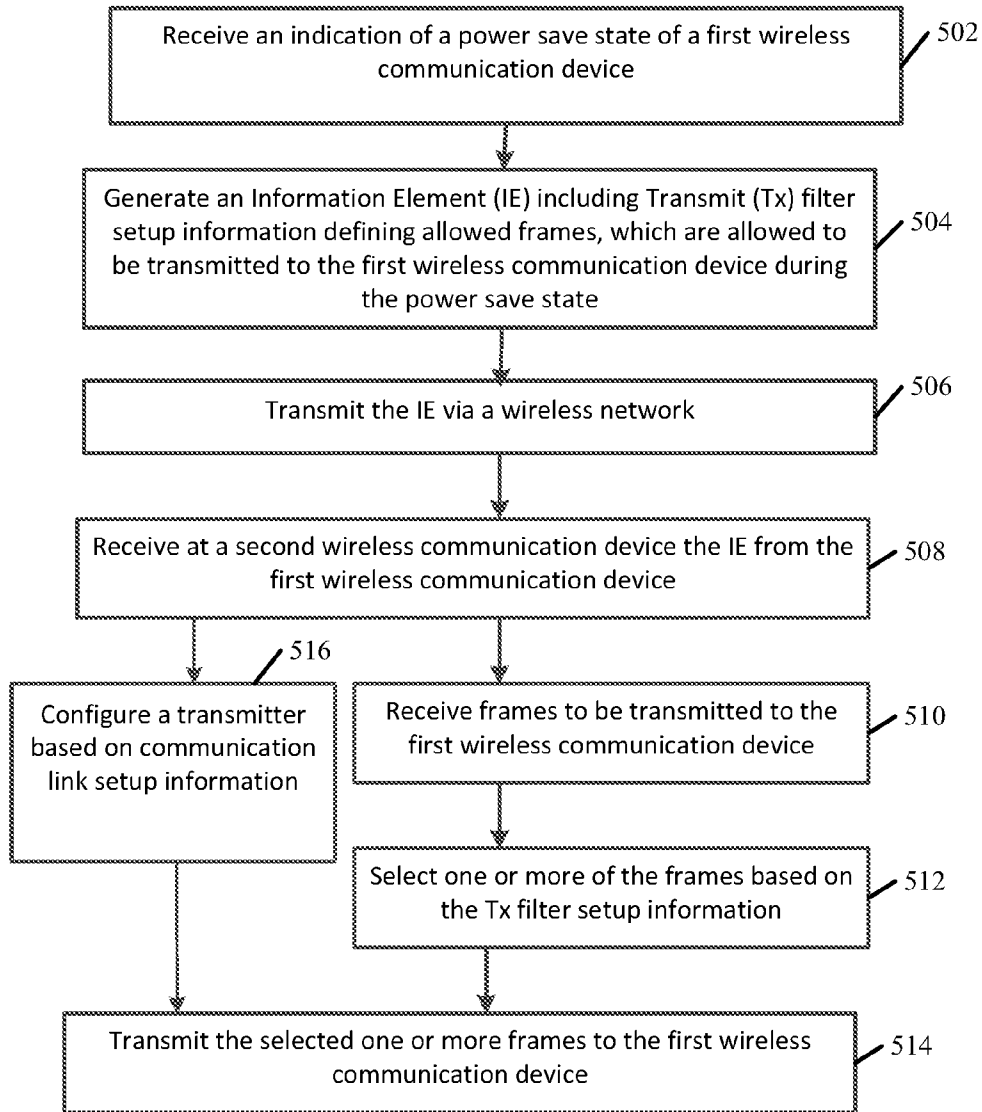 Receive an indication of a power save state of a first wireless
communication device
502
Generate an Information Element (IE) including Transmit (Tx) filter
setup information defining allowed frames, which are allowed to
be transmitted to the first wireless communication device during
the power save state
504
Transmit the IE via a wireless network
506
Receive at a second wireless communication device the IE from the
first wireless communication device
508
516
Configure a transmitter
based on communication
link setup information
Receive frames to be transmitted to the
first wireless communication device
510
Select one or more of the frames based on
the Tx filter setup information
512
Transmit the selected one or more frames to the first wireless
communication device
514